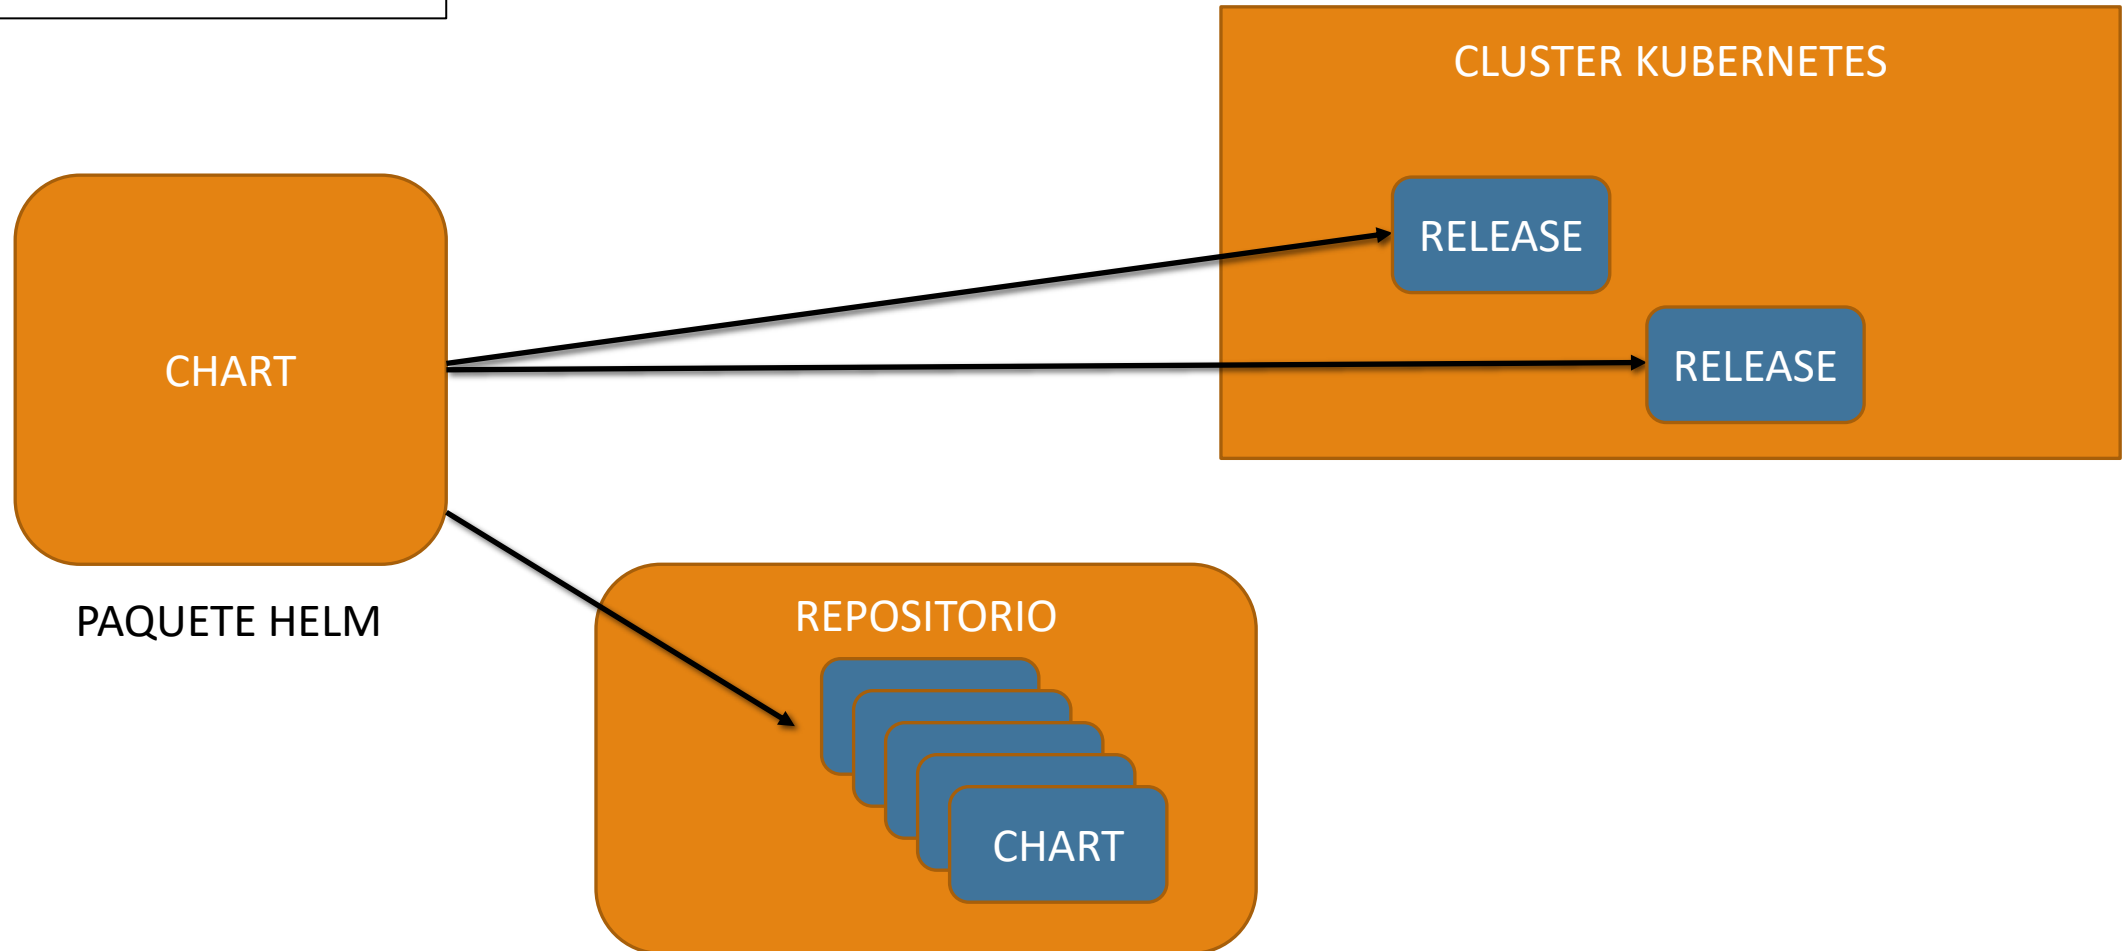 CLUSTER KUBERNETES
RELEASE
RELEASE
CHART
PAQUETE HELM
REPOSITORIO
CHART